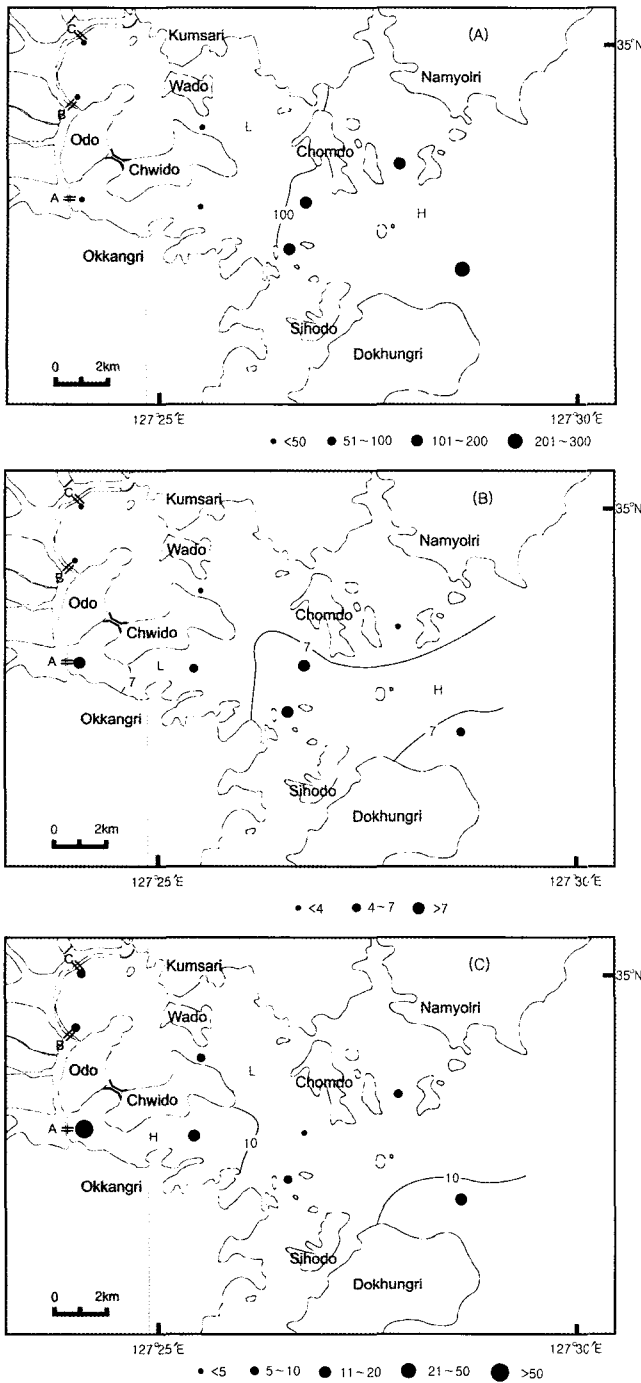 (A)
35°N
C
Kumsari
Namyolri
Wado
B
L
Odo
Chomdo
Chwido
A
100
H
Okkangri
Sihodo
Dokhungri
0 2km
127°25´E 127°30´E
<50 51~100 101~200 201~300
(B)
35°N
C
Kumsari
Namyolri
Wado
B
Odo
Chomdo
Chwido
7
A
L
7
H
Okkangri
7
Sihodo
Dokhungri
0 2km
127°25´E 127°30´E
<4 4~7 >7
(C)
35°N
C
Kumsari
Namyolri
Wado
B
L
Odo
Chomdo
Chwido
A
H
10
10
Okkangri
Sihodo
Dokhungri
0 2km
127°25´E 127°30´E
<5 5~10 11~20 21~50 >50